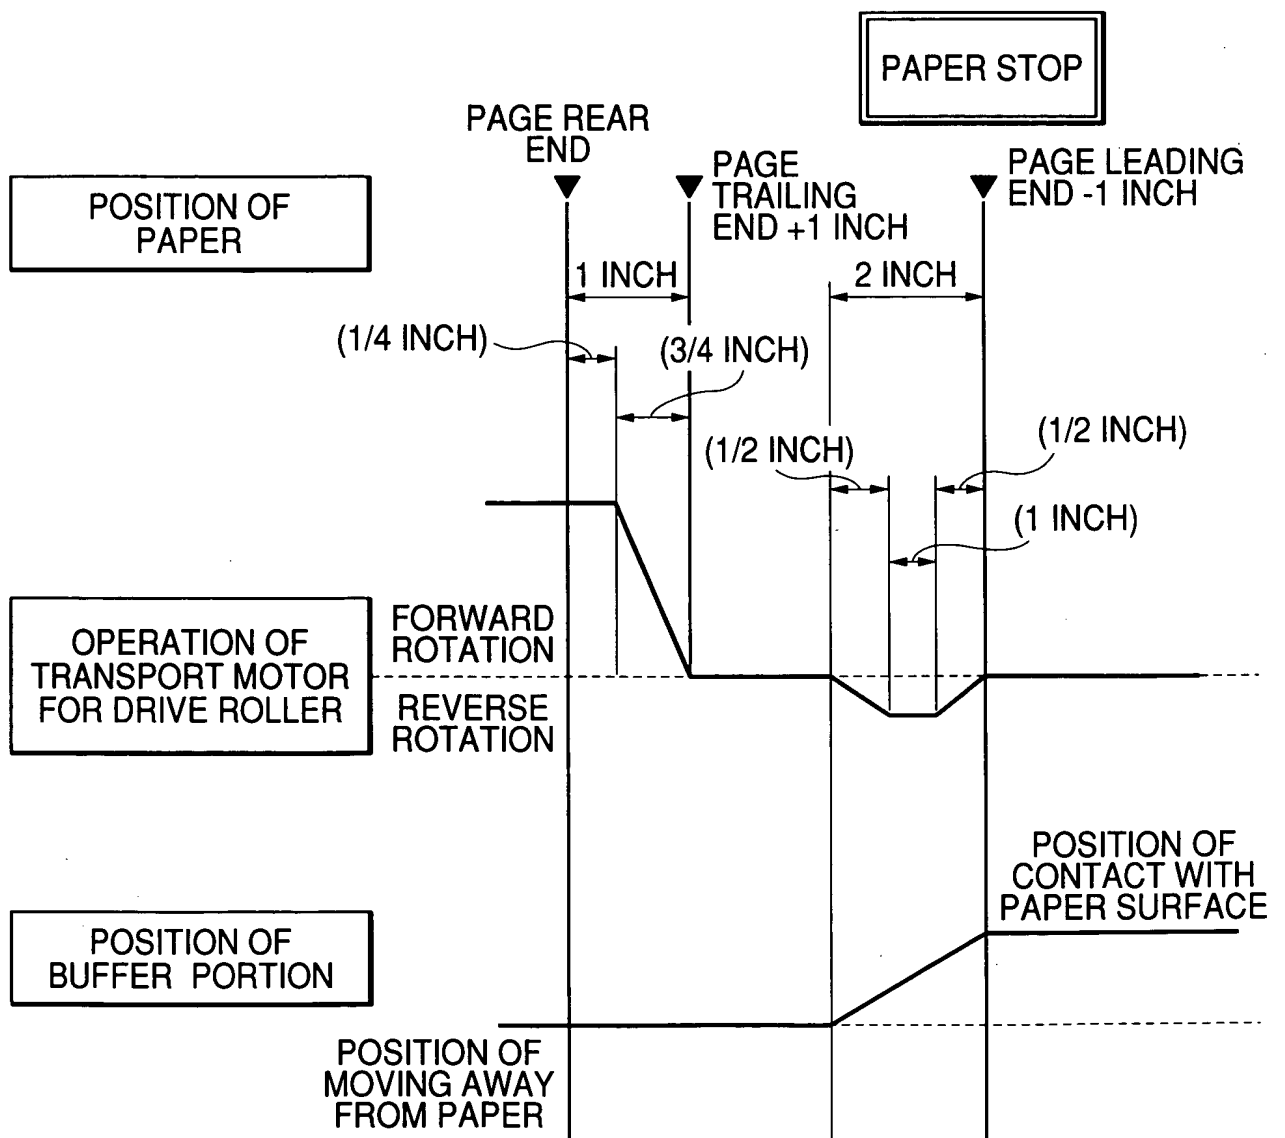 PAPER STOP
PAGE REAR
END
PAGE
TRAILING
END +1 INCH
PAGE LEADING
END -1 INCH
POSITION OF
PAPER
1 INCH
2 INCH
(1/4 INCH)
(3/4 INCH)
(1/2 INCH)
(1/2 INCH)
(1 INCH)
OPERATION OF
TRANSPORT MOTOR
FOR DRIVE ROLLER
FORWARD
ROTATION
REVERSE
ROTATION
POSITION OF
CONTACT WITH
PAPER SURFACE
POSITION OF
BUFFER PORTION
POSITION OF
MOVING AWAY
FROM PAPER